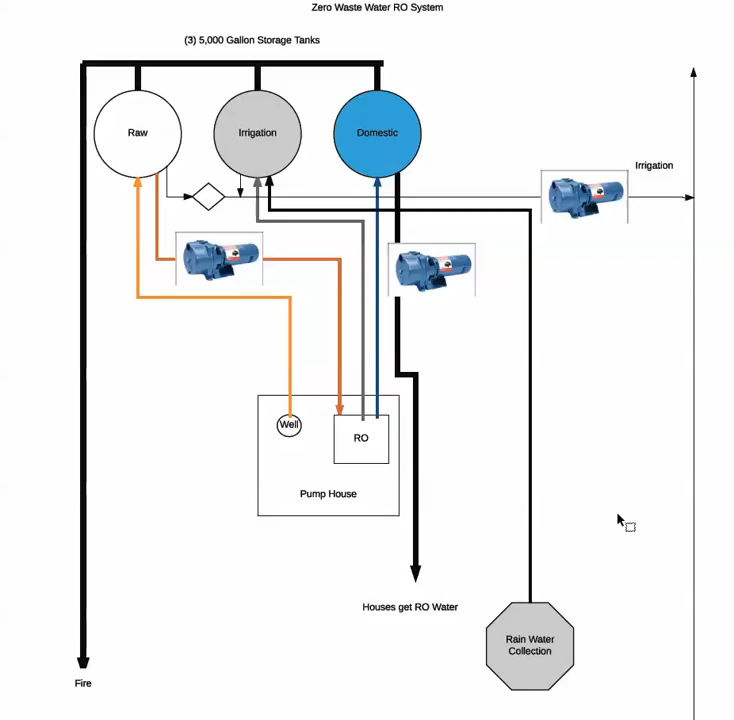 Zero Waste Water RO System
(3) 5,000 Gallon Storage Tanks
Raw
Irrigation
Domestic
Irrigation
Well
RO
Pump House
Houses get RO Water
Rain Water
Collection
Fire